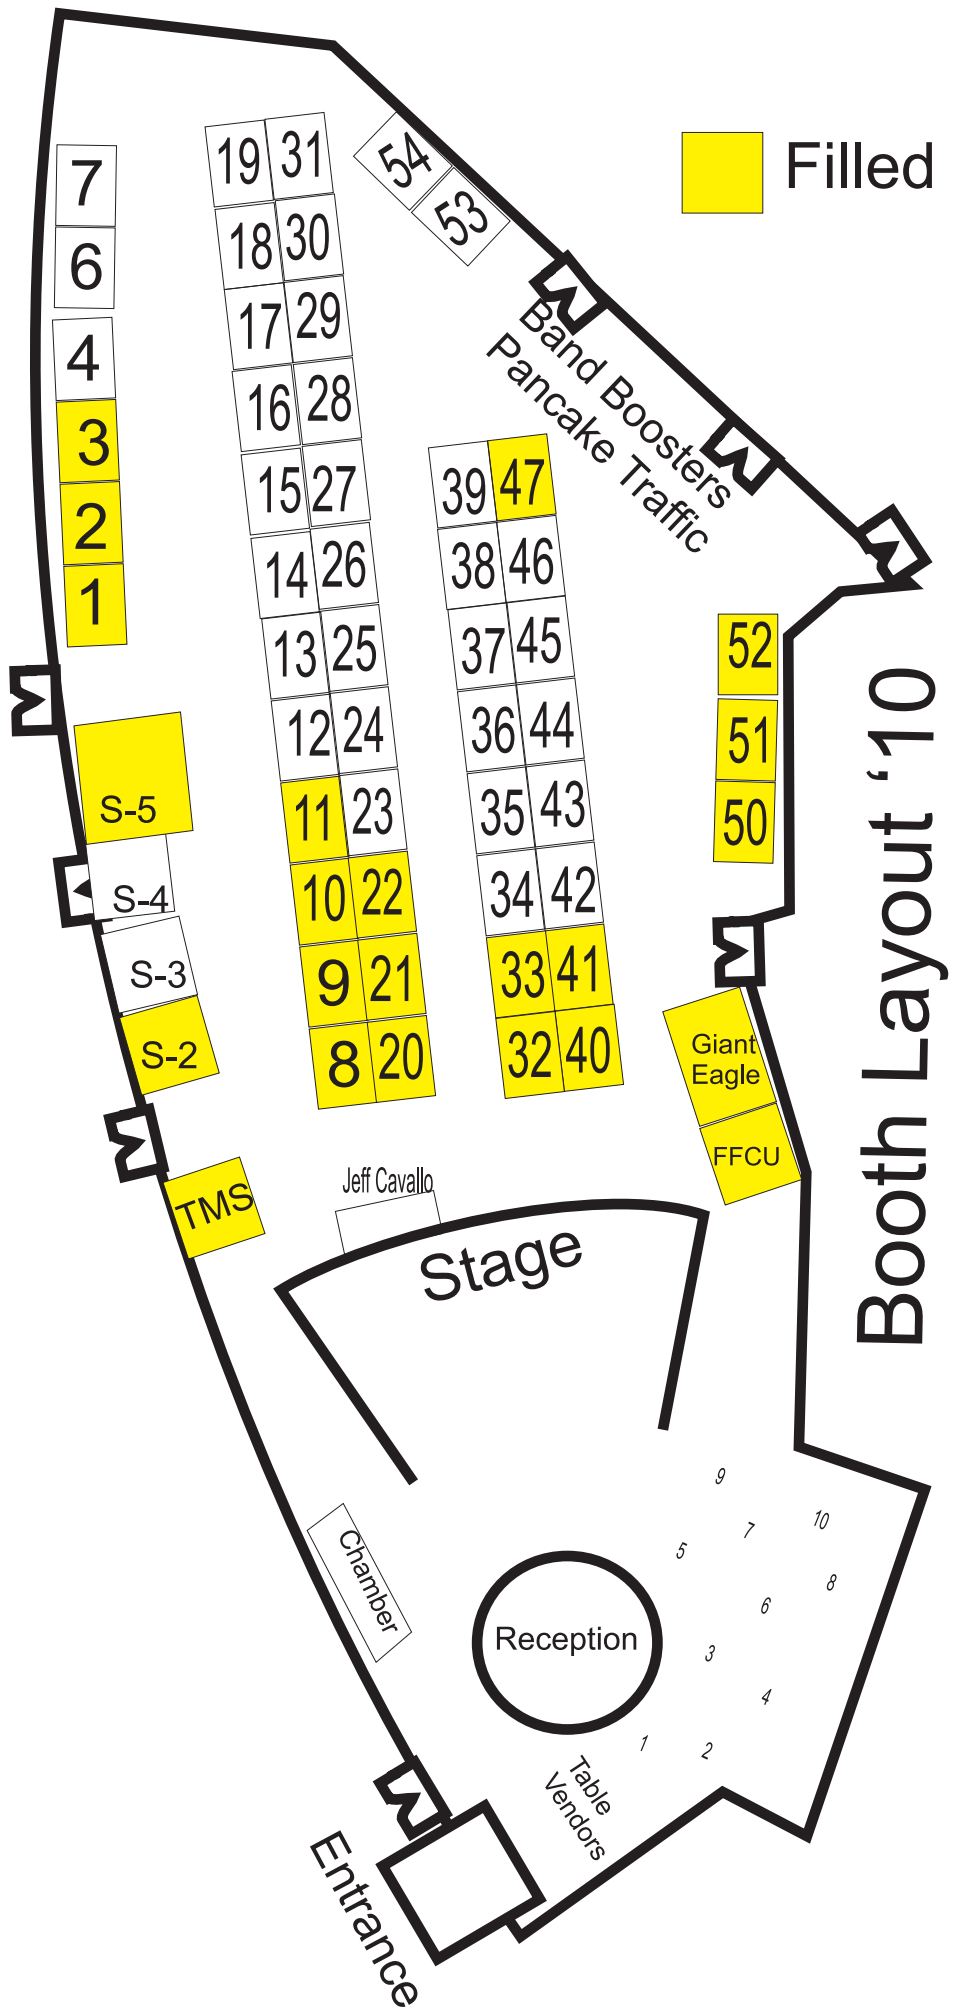 Filled
Booth Layout ‘10
7
6
4
3
2
1
19 31
18 30
17 29
16 28
15 27
14 26
13 25
12 24
11 23
10 22
9 21
8 20
54
53
Band Boosters
Pancake Traffic
39 47
38 46
37 45
36 44
35 43
34 42
33 41
32 40
52
51
50
S-5
S-4
S-3
S-2
TMS
Giant
Eagle
FFCU
Jeff Cavallo
Stage
Chamber
Reception
9
10
7
5
8
6
3
4
1
2
Table
Vendors
Entrance